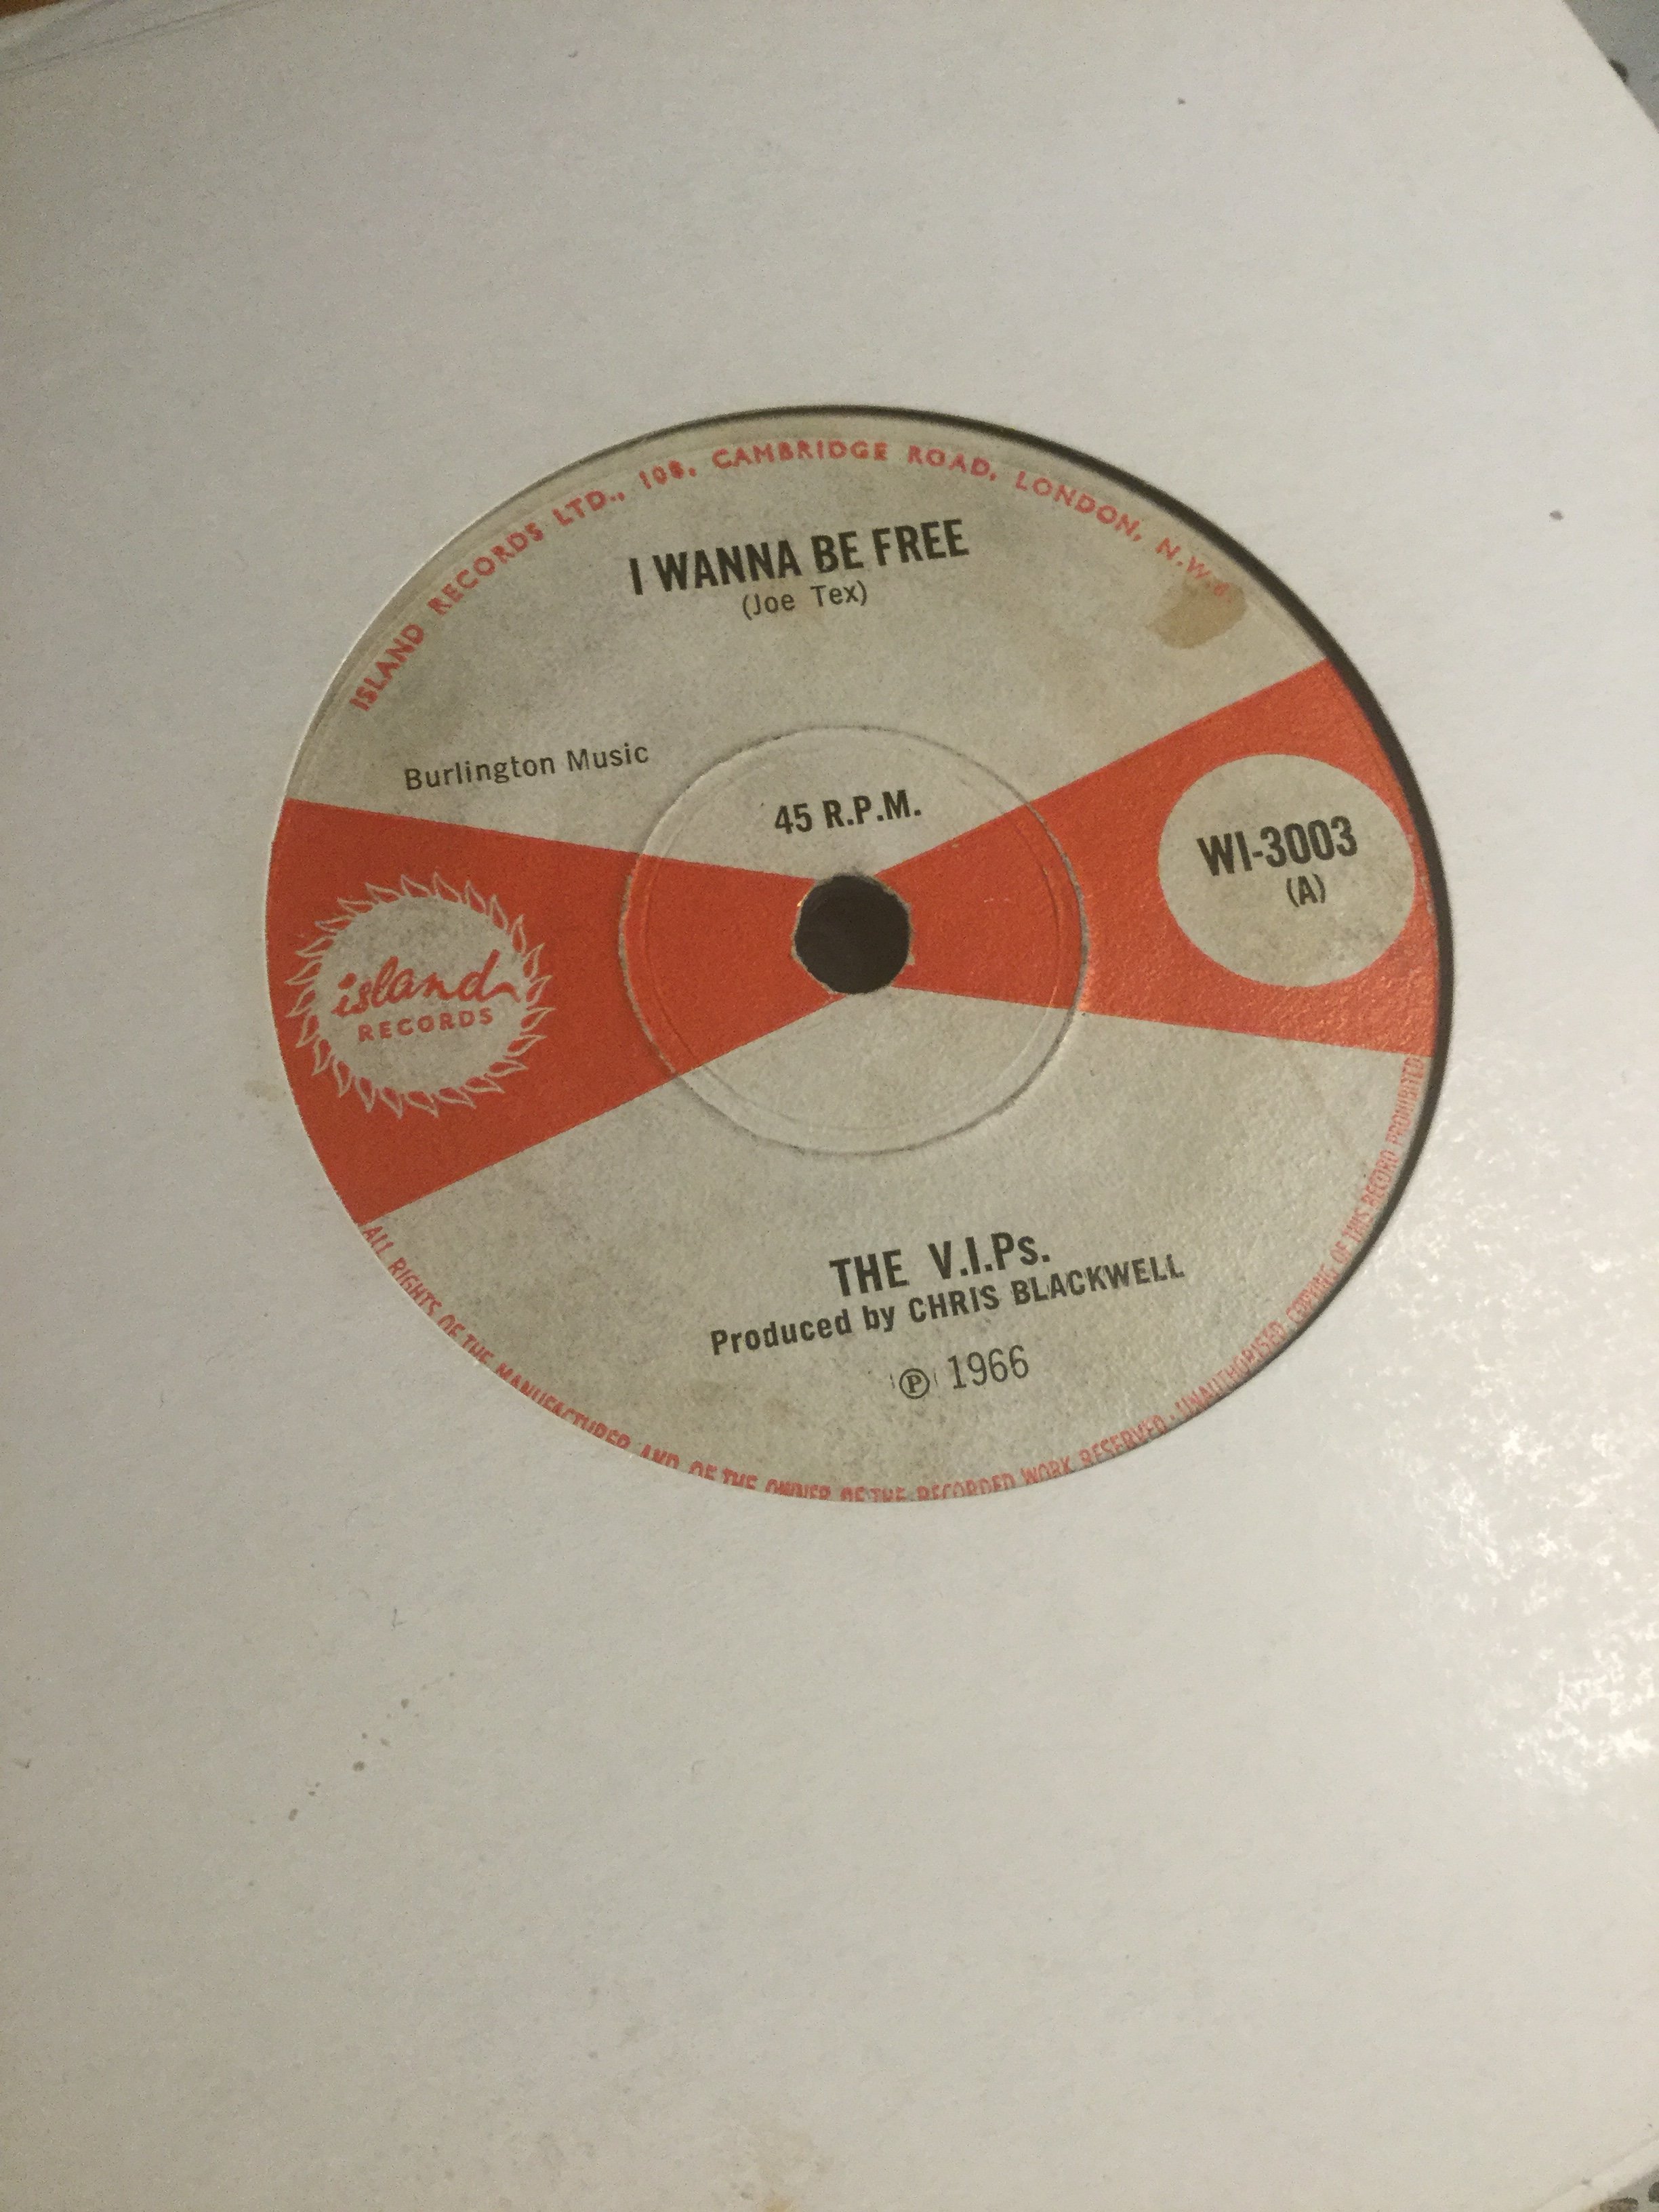 ISLAND RECORDS LTD., 108, CAMBRIDGE ROAD, LONDON,
I WANNA BE FREE
(Joe Tex)
Burlington Music
45 R.P.M.
WI-3003
(A)
island
RECORDS
THE V.I.Ps.
Produced by CHRIS BLACKWELL
Ⓟ 1966
ALL RIGHTS OF THE MANUFACTURER AND OF THE OWNER OF THE RECORDED WORK RESERVED · UNAUTHORISED COPYING OF THIS RECORD PROHIBITED